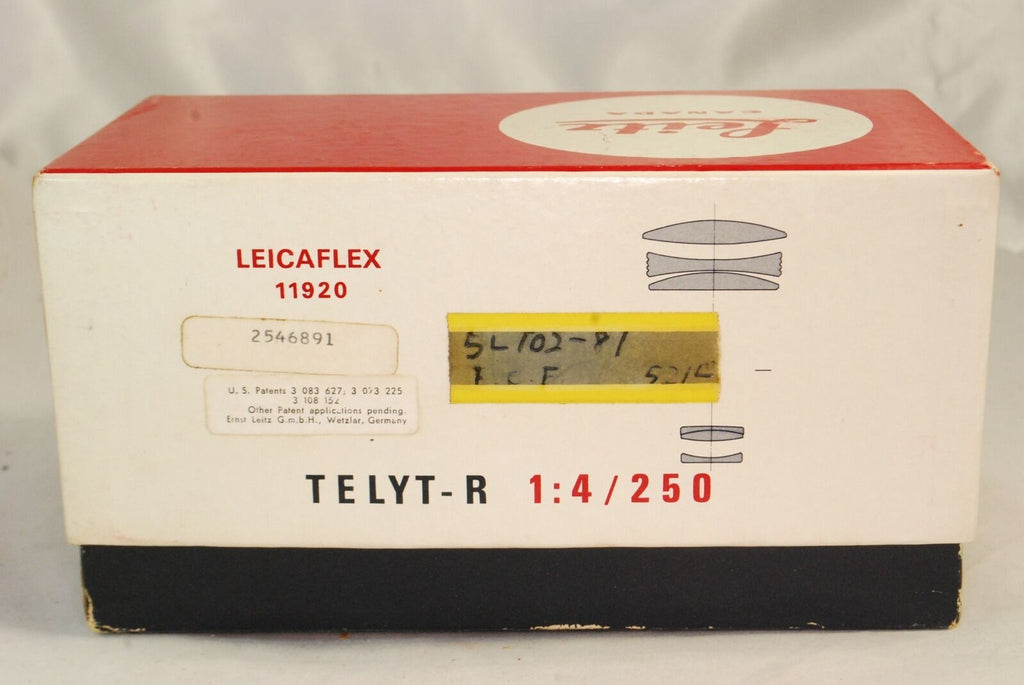 Leitz
CANADA
LEICAFLEX
11920
2546891
U. S. Patents 3 083 627; 3 073 225
3 108 152
Other Patent applications pending.
Ernst Leitz G.m.b.H., Wetzlar, Germany
5L102-81
TELYT-R 1:4/250